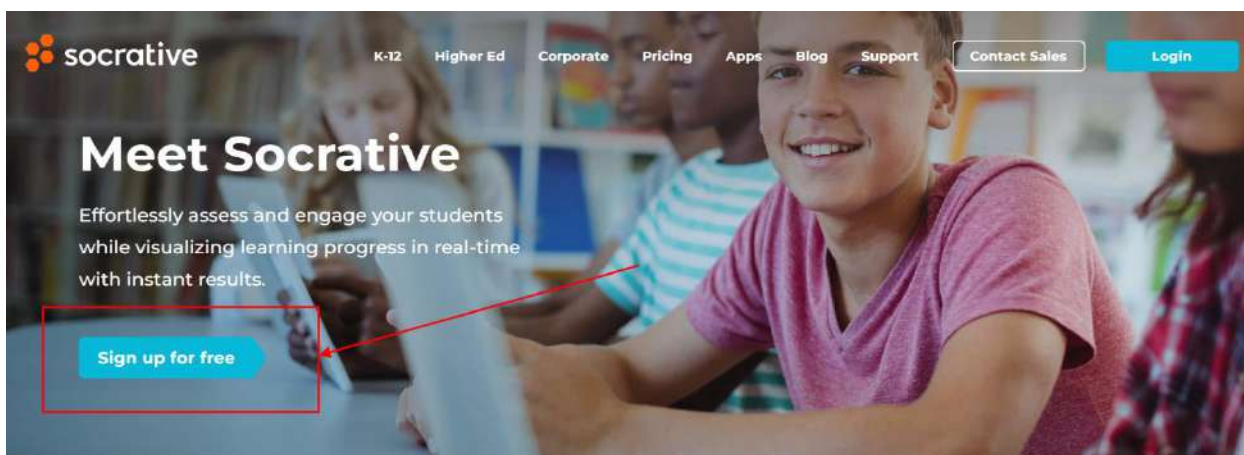 socrative
K-12 Higher Ed Corporate Pricing Apps Blog Support Contact Sales Login
Meet Socrative
Effortlessly assess and engage your students
while visualizing learning progress in real-time
with instant results.
Sign up for free